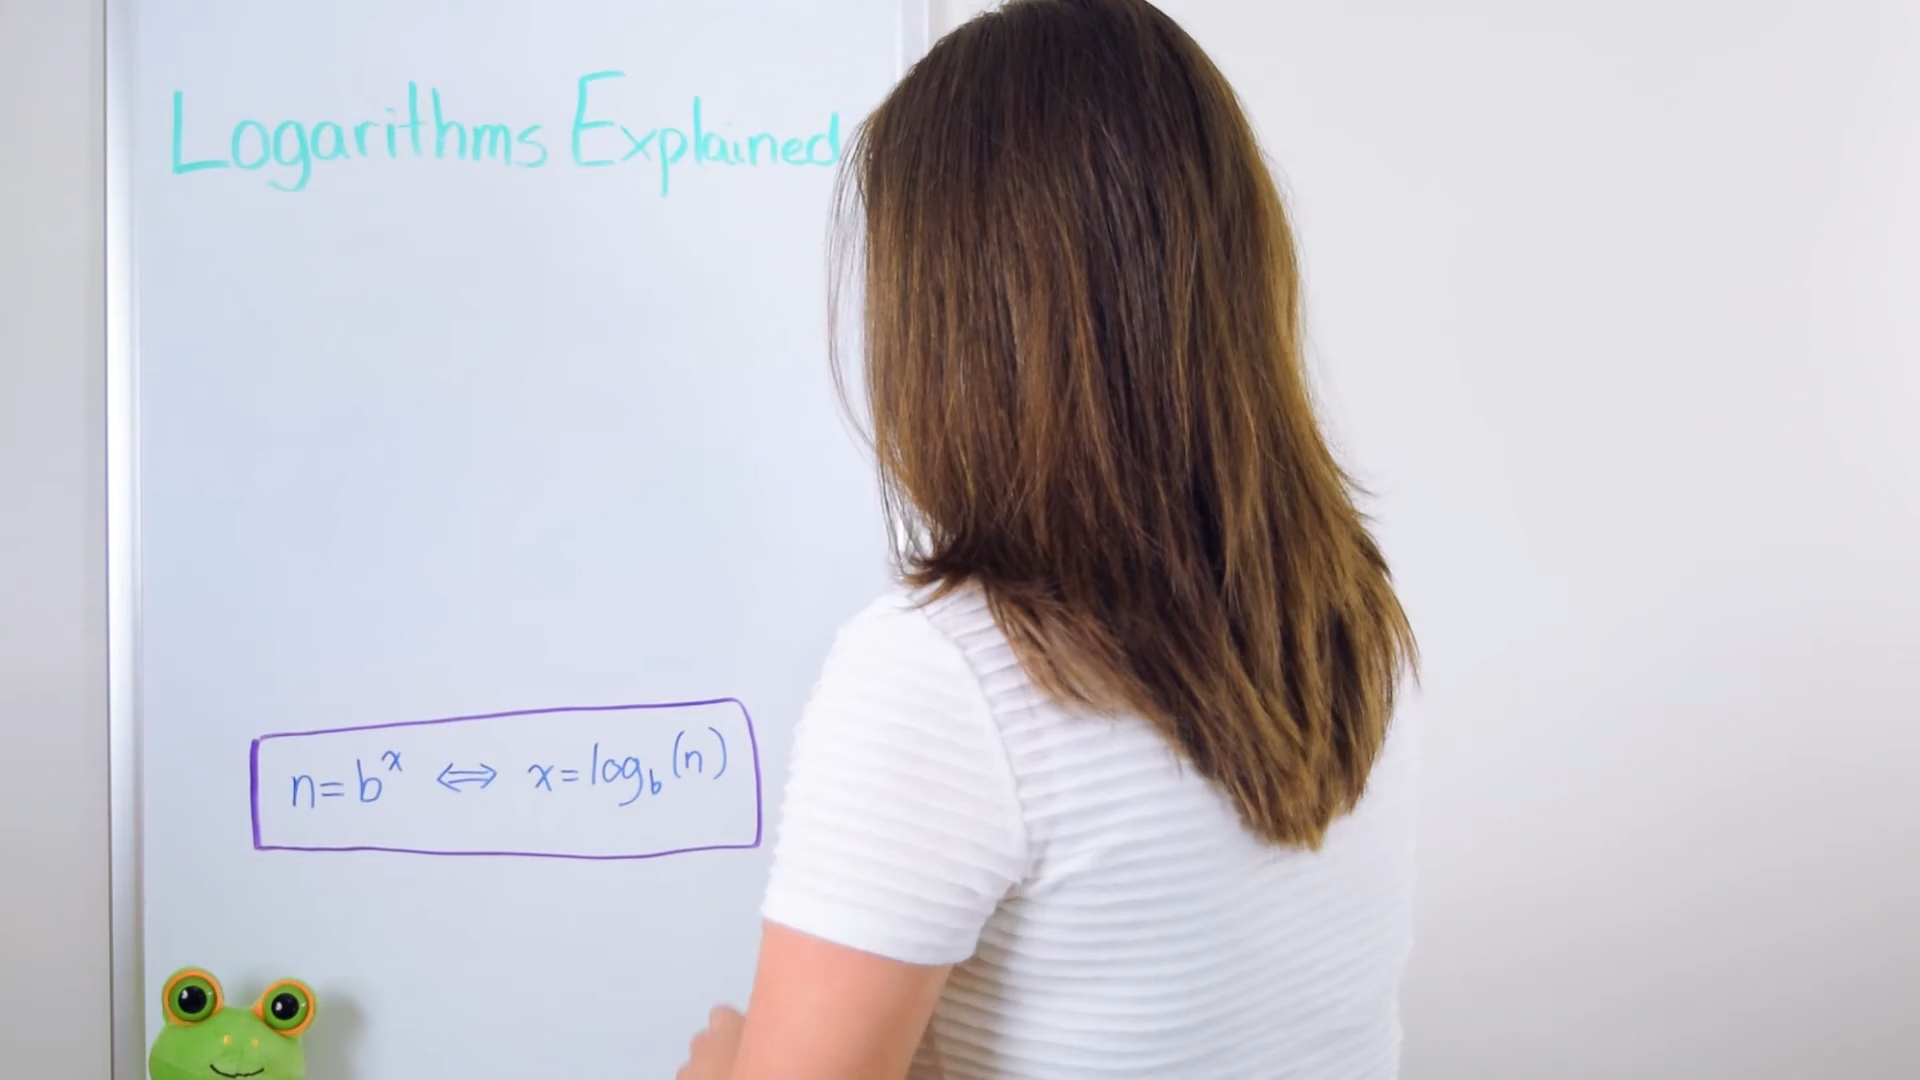 Logarithms Explained
n=b^x ⟺ x=log_b(n)